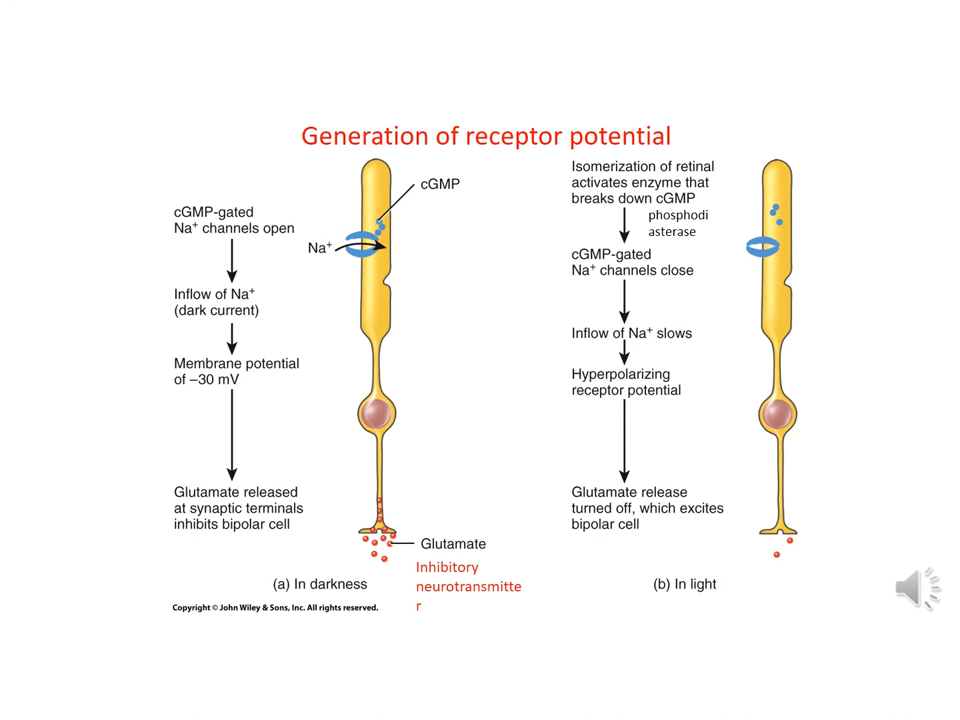 Generation of receptor potential
cGMP-gated
Na⁺ channels open
Inflow of Na⁺
(dark current)
Membrane potential
of –30 mV
Glutamate released
at synaptic terminals
inhibits bipolar cell
cGMP
Na⁺
Glutamate
Inhibitory
neurotransmitte
r
(a) In darkness
Isomerization of retinal
activates enzyme that
breaks down cGMP
phosphodi
asterase
cGMP-gated
Na⁺ channels close
Inflow of Na⁺ slows
Hyperpolarizing
receptor potential
Glutamate release
turned off, which excites
bipolar cell
(b) In light
Copyright © John Wiley & Sons, Inc. All rights reserved.